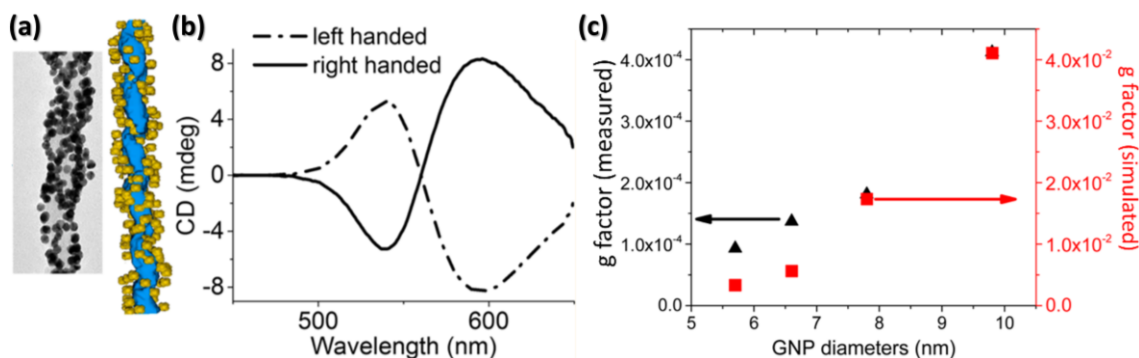 (a)
(b)
left handed
right handed
CD (mdeg)
8
4
0
-4
-8
500
600
Wavelength (nm)
(c)
g factor (measured)
4.0x10⁻⁴
3.0x10⁻⁴
2.0x10⁻⁴
1.0x10⁻⁴
0.0
5
6
7
8
9
10
GNP diameters (nm)
4.0x10⁻²
3.0x10⁻²
2.0x10⁻²
1.0x10⁻²
0.0
g factor (simulated)